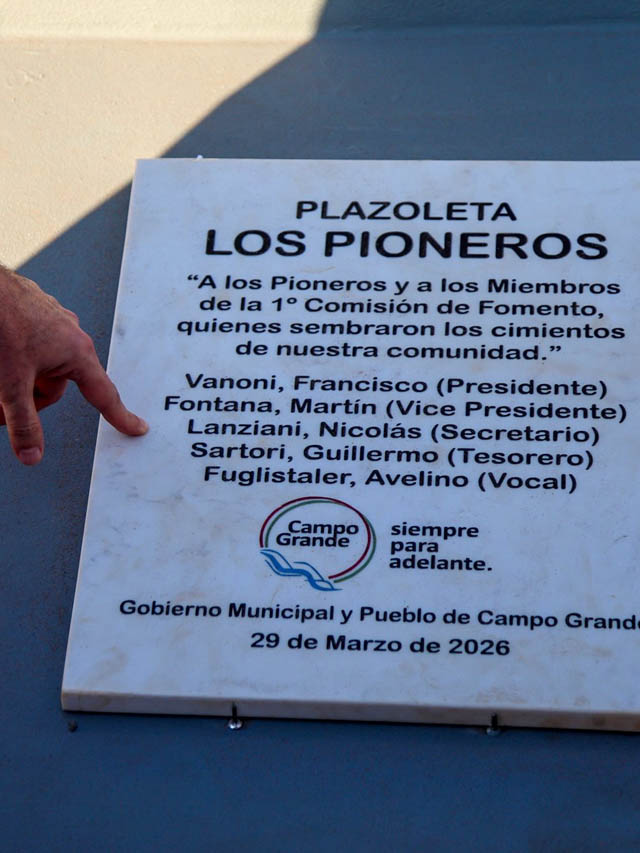 PLAZOLETA
LOS PIONEROS
“A los Pioneros y a los Miembros
de la 1º Comisión de Fomento,
quienes sembraron los cimientos
de nuestra comunidad.”
Vanoni, Francisco (Presidente)
Fontana, Martín (Vice Presidente)
Lanziani, Nicolás (Secretario)
Sartori, Guillermo (Tesorero)
Fuglistaler, Avelino (Vocal)
Campo
Grande
siempre
para
adelante.
Gobierno Municipal y Pueblo de Campo Grande
29 de Marzo de 2026